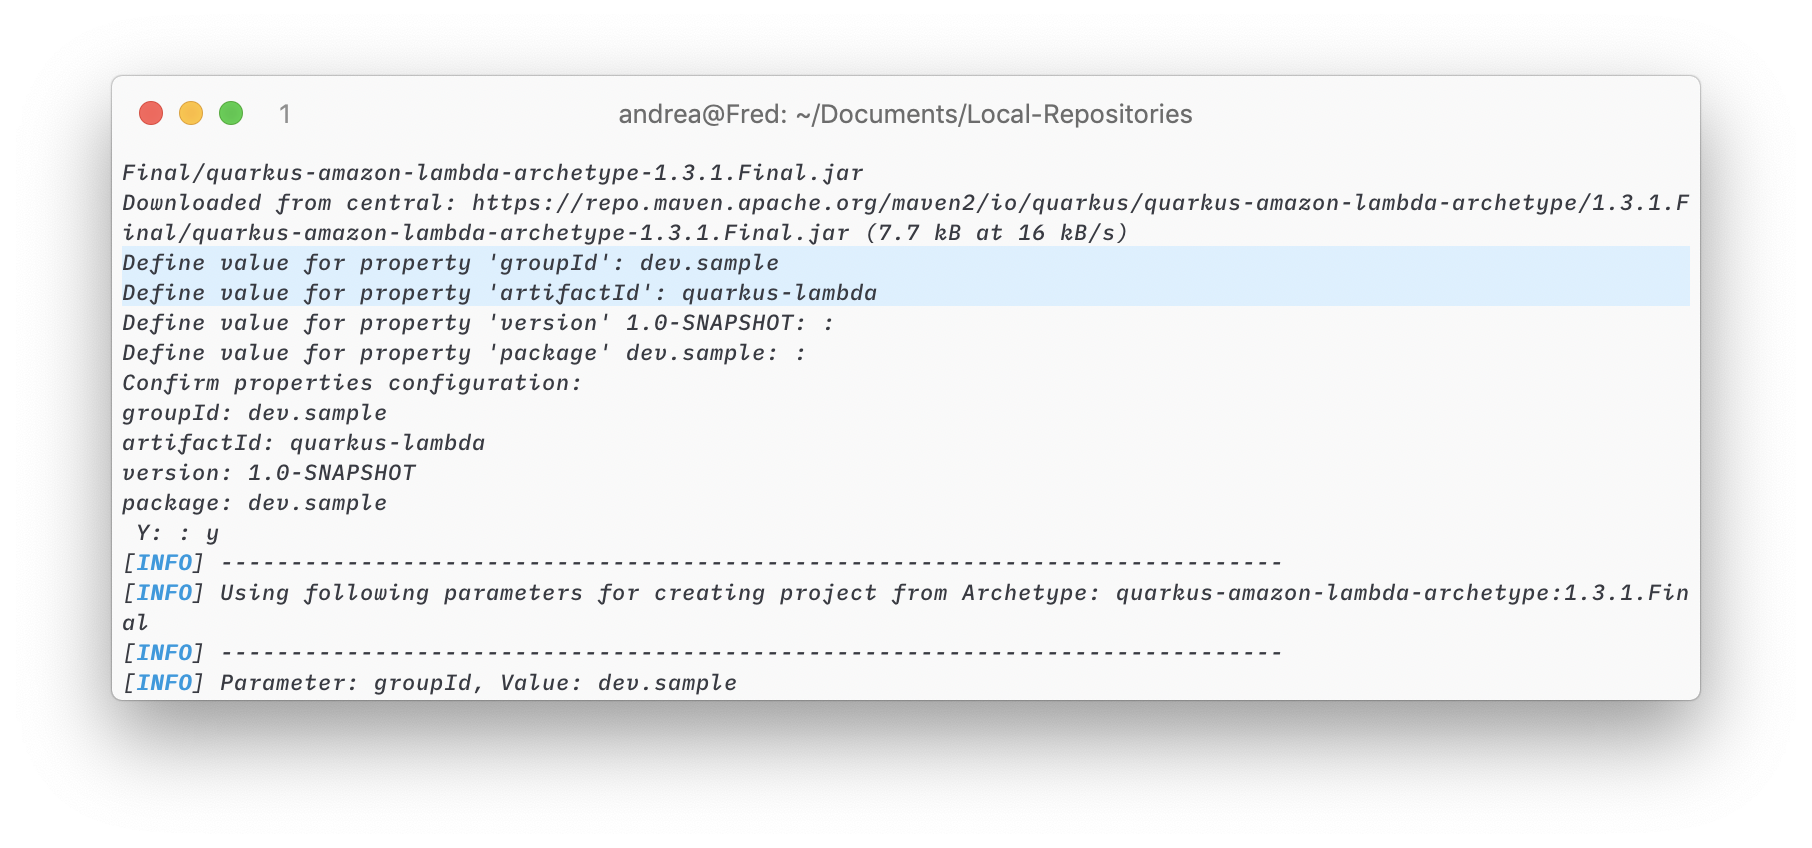 1
andrea@Fred: ~/Documents/Local-Repositories
Final/quarkus-amazon-lambda-archetype-1.3.1.Final.jar
Downloaded from central: https://repo.maven.apache.org/maven2/io/quarkus/quarkus-amazon-lambda-archetype/1.3.1.F
inal/quarkus-amazon-lambda-archetype-1.3.1.Final.jar (7.7 kB at 16 kB/s)
Define value for property 'groupId': dev.sample
Define value for property 'artifactId': quarkus-lambda
Define value for property 'version' 1.0-SNAPSHOT: :
Define value for property 'package' dev.sample: :
Confirm properties configuration:
groupId: dev.sample
artifactId: quarkus-lambda
version: 1.0-SNAPSHOT
package: dev.sample
 Y: : y
[INFO] ----------------------------------------------------------------------------
[INFO] Using following parameters for creating project from Archetype: quarkus-amazon-lambda-archetype:1.3.1.Fin
al
[INFO] ----------------------------------------------------------------------------
[INFO] Parameter: groupId, Value: dev.sample